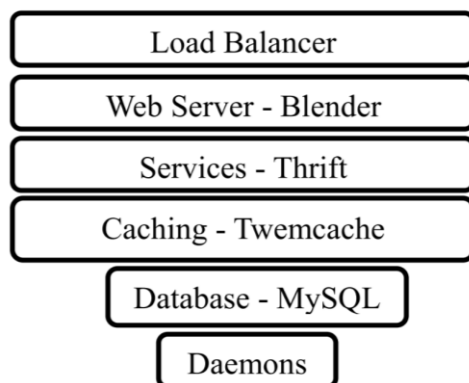 Load Balancer
Web Server - Blender
Services - Thrift
Caching - Twemcache
Database - MySQL
Daemons